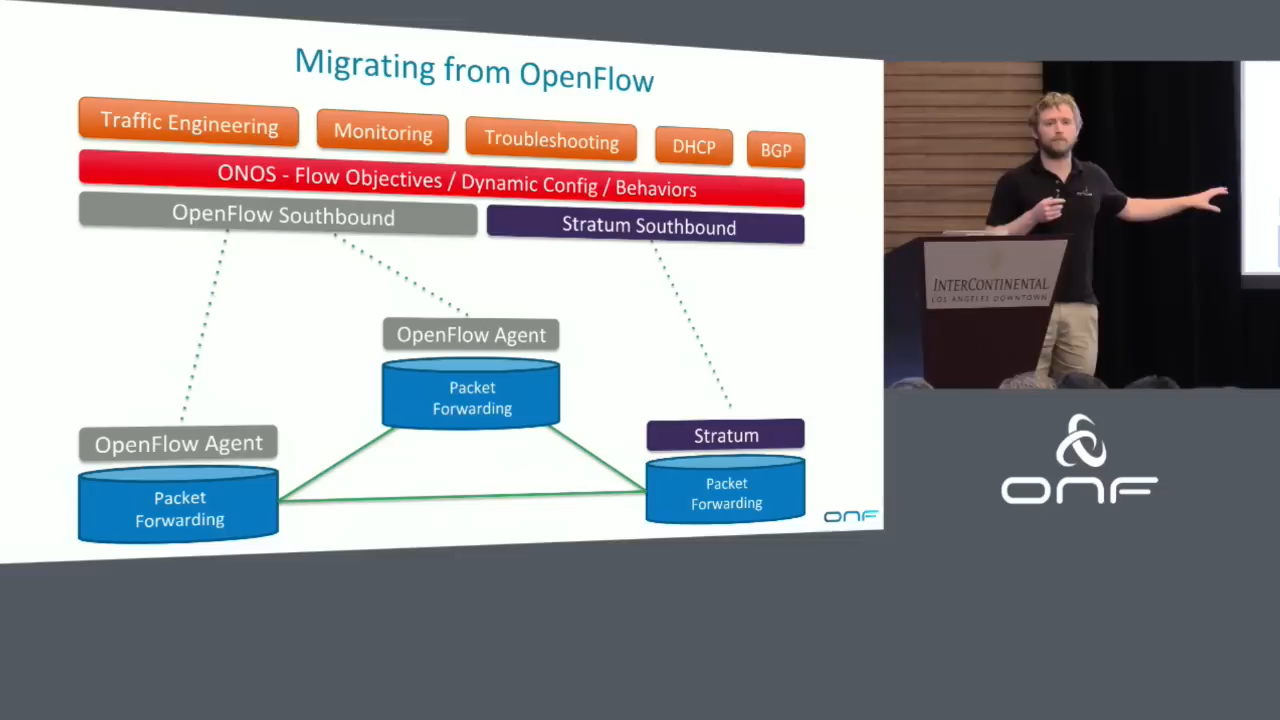 Migrating from OpenFlow
Traffic Engineering
Monitoring
Troubleshooting
DHCP
BGP
ONOS - Flow Objectives / Dynamic Config / Behaviors
OpenFlow Southbound
Stratum Southbound
OpenFlow Agent
Packet
Forwarding
OpenFlow Agent
Packet
Forwarding
Stratum
Packet
Forwarding
ONF
INTERCONTINENTAL
LOS ANGELES DOWNTOWN
ONF